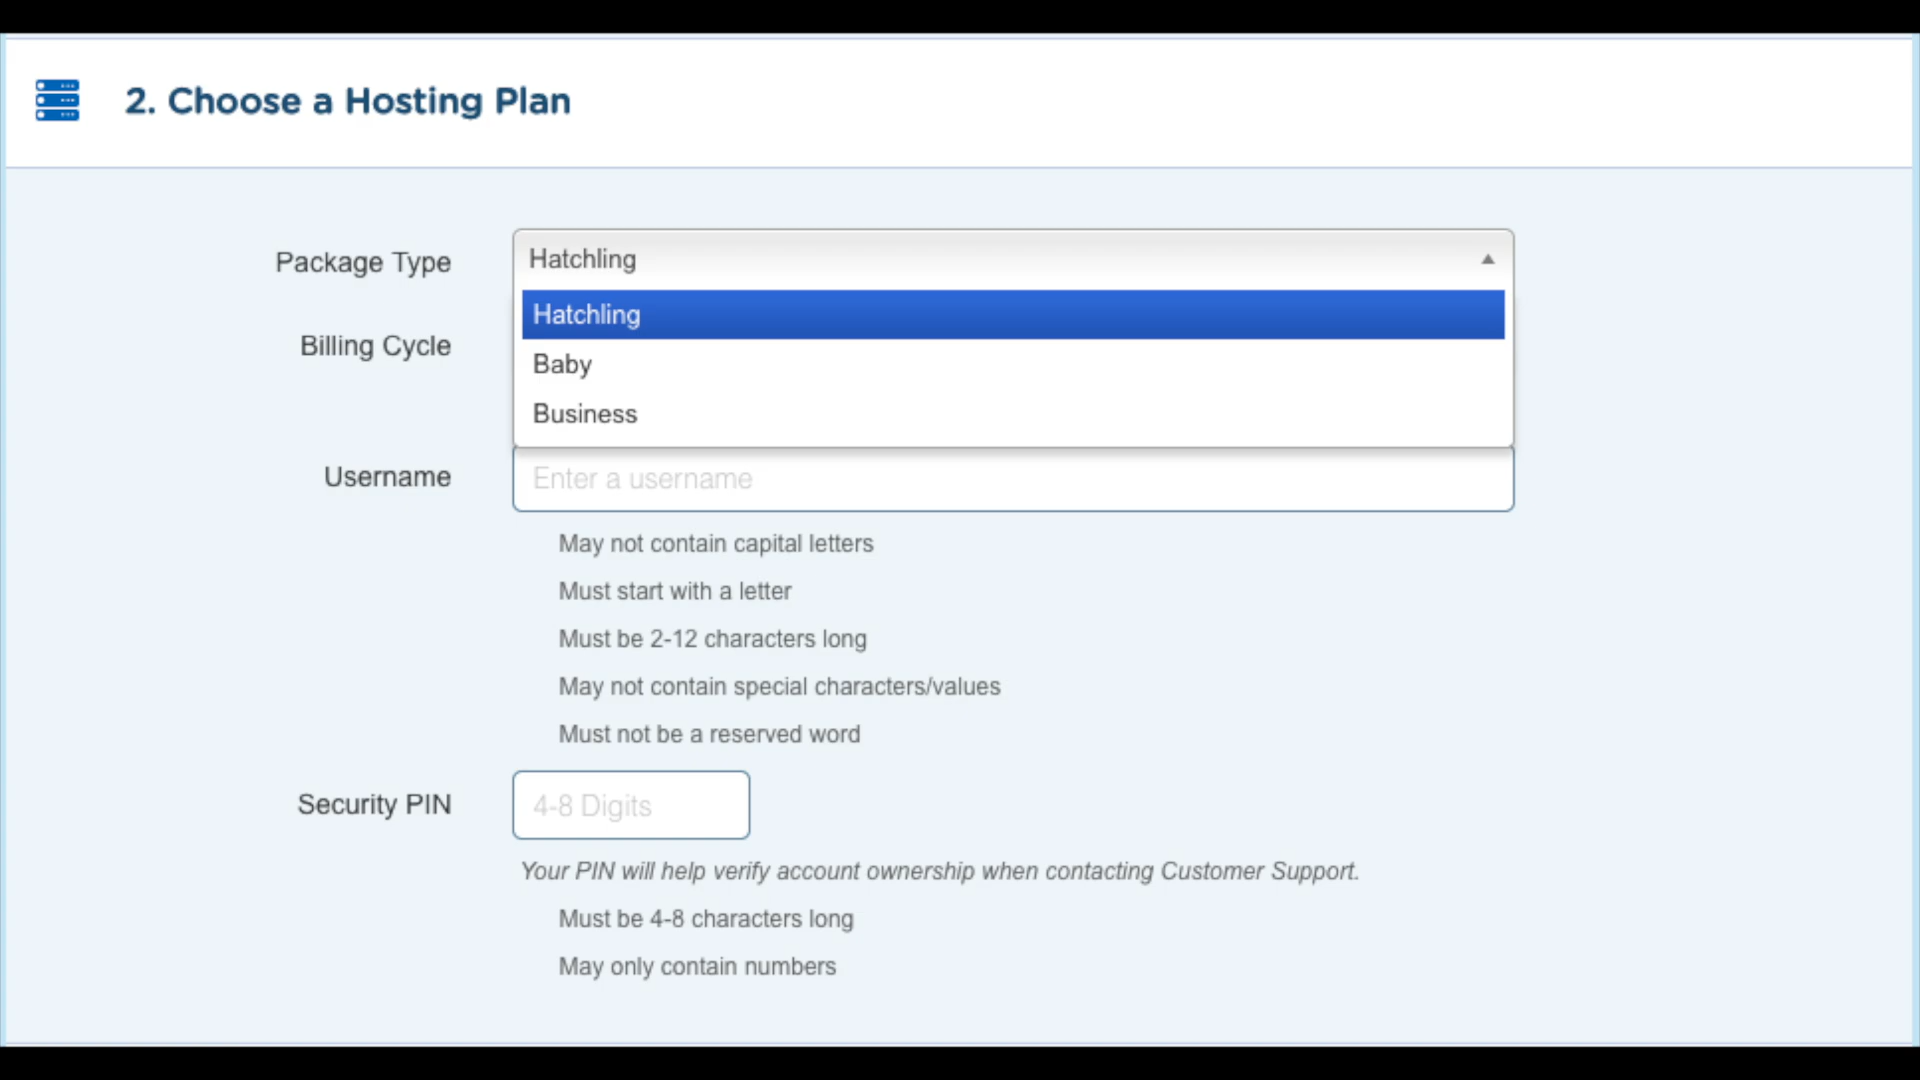 2. Choose a Hosting Plan
Package Type
Hatchling
Hatchling
Billing Cycle
Baby
Business
Username
Enter a username
May not contain capital letters
Must start with a letter
Must be 2-12 characters long
May not contain special characters/values
Must not be a reserved word
Security PIN
4-8 Digits
Your PIN will help verify account ownership when contacting Customer Support.
Must be 4-8 characters long
May only contain numbers